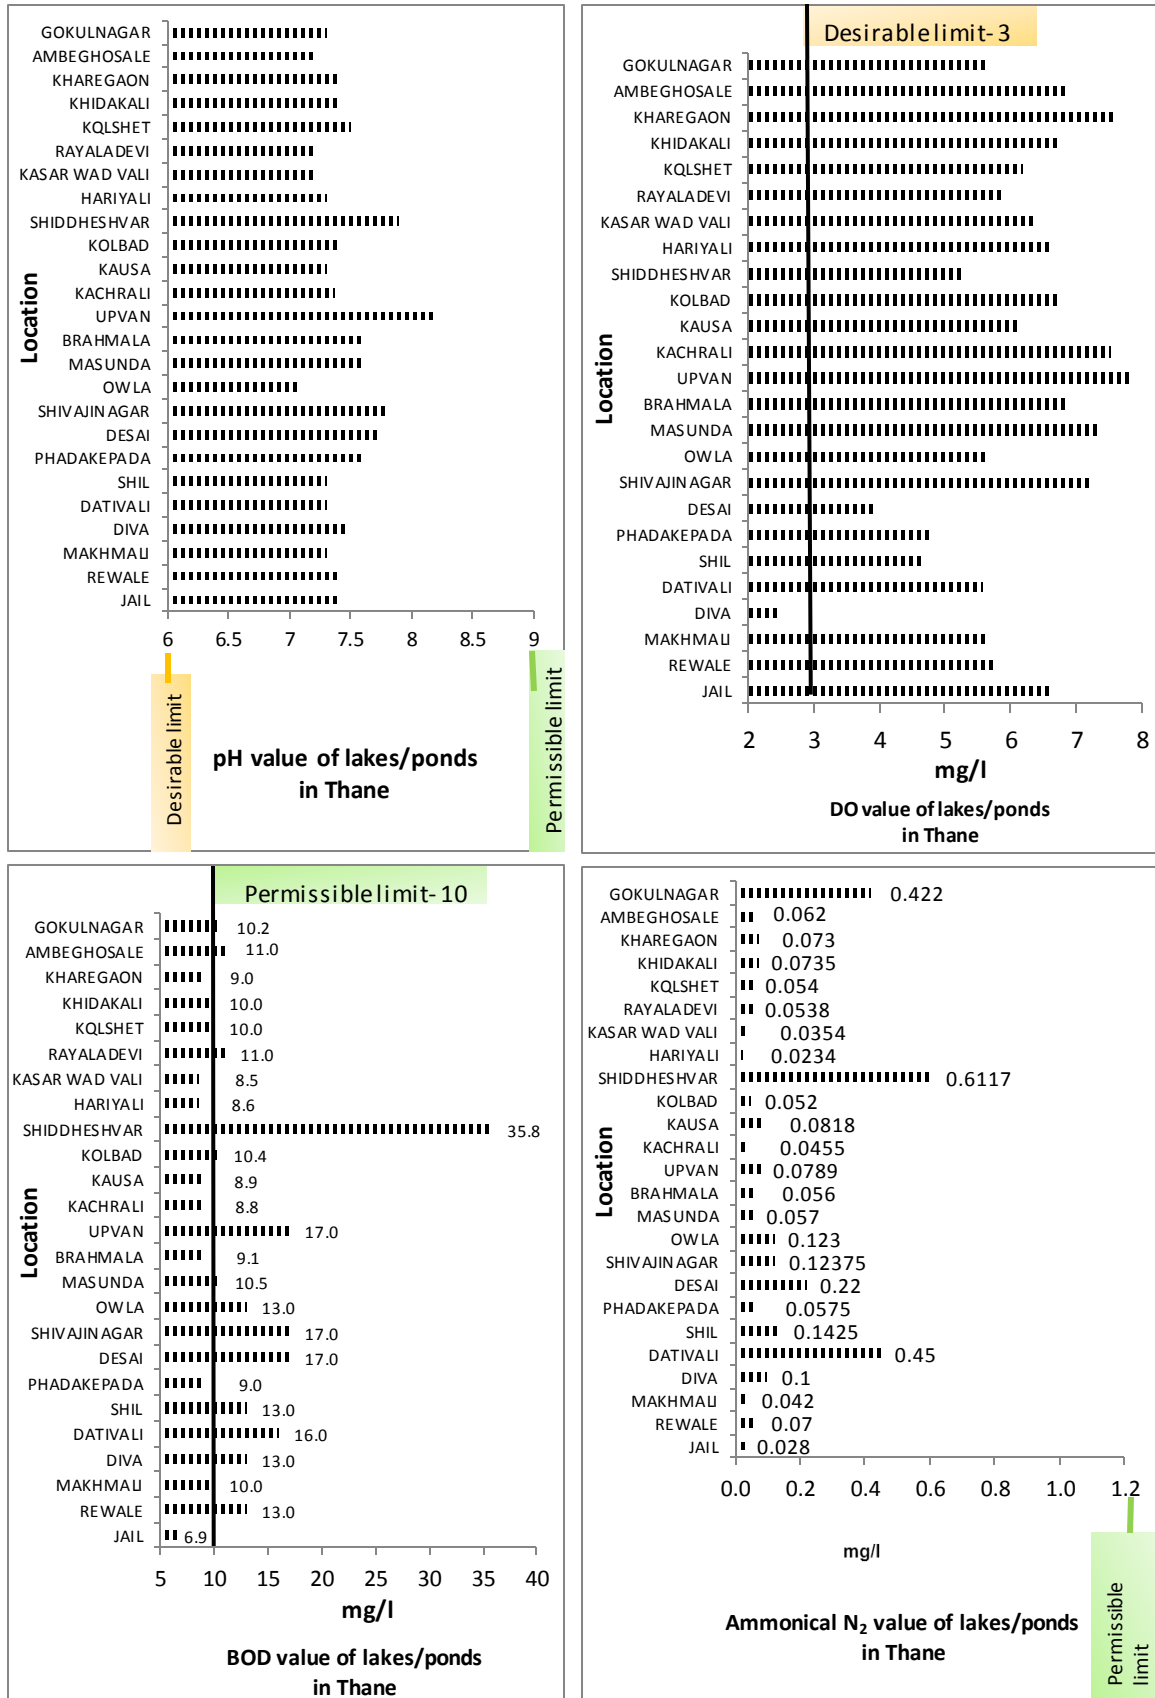 GOKULNAGAR
AMBEGHOSALE
KHAREGAON
KHIDAKALI
KQLSHET
RAYALADEVI
KASAR WAD VALI
HARIYALI
SHIDDHESHVAR
KOLBAD
KAUSA
KACHRALI
UPVAN
BRAHMALA
MASUNDA
OWLA
SHIVAJINAGAR
DESAI
PHADAKEPADA
SHIL
DATIVALI
DIVA
MAKHMALI
REWALE
JAIL
Location
6 6.5 7 7.5 8 8.5 9
Desirable limit
Permissible limit
pH value of lakes/ponds
in Thane
Desirable limit- 3
GOKULNAGAR
AMBEGHOSALE
KHAREGAON
KHIDAKALI
KQLSHET
RAYALADEVI
KASAR WAD VALI
HARIYALI
SHIDDHESHVAR
KOLBAD
KAUSA
KACHRALI
UPVAN
BRAHMALA
MASUNDA
OWLA
SHIVAJINAGAR
DESAI
PHADAKEPADA
SHIL
DATIVALI
DIVA
MAKHMALI
REWALE
JAIL
Location
2 3 4 5 6 7 8
mg/l
DO value of lakes/ponds
in Thane
Permissible limit- 10
GOKULNAGAR 10.2
AMBEGHOSALE 11.0
KHAREGAON 9.0
KHIDAKALI 10.0
KQLSHET 10.0
RAYALADEVI 11.0
KASAR WAD VALI 8.5
HARIYALI 8.6
SHIDDHESHVAR 35.8
KOLBAD 10.4
KAUSA 8.9
KACHRALI 8.8
UPVAN 17.0
BRAHMALA 9.1
MASUNDA 10.5
OWLA 13.0
SHIVAJINAGAR 17.0
DESAI 17.0
PHADAKEPADA 9.0
SHIL 13.0
DATIVALI 16.0
DIVA 13.0
MAKHMALI 10.0
REWALE 13.0
JAIL 6.9
Location
5 10 15 20 25 30 35 40
mg/l
BOD value of lakes/ponds
in Thane
GOKULNAGAR 0.422
AMBEGHOSALE 0.062
KHAREGAON 0.073
KHIDAKALI 0.0735
KQLSHET 0.054
RAYALADEVI 0.0538
KASAR WAD VALI 0.0354
HARIYALI 0.0234
SHIDDHESHVAR 0.6117
KOLBAD 0.052
KAUSA 0.0818
KACHRALI 0.0455
UPVAN 0.0789
BRAHMALA 0.056
MASUNDA 0.057
OWLA 0.123
SHIVAJINAGAR 0.12375
DESAI 0.22
PHADAKEPADA 0.0575
SHIL 0.1425
DATIVALI 0.45
DIVA 0.1
MAKHMALI 0.042
REWALE 0.07
JAIL 0.028
Location
0.0 0.2 0.4 0.6 0.8 1.0 1.2
mg/l
Permissible
limit
Ammonical N₂ value of lakes/ponds
in Thane